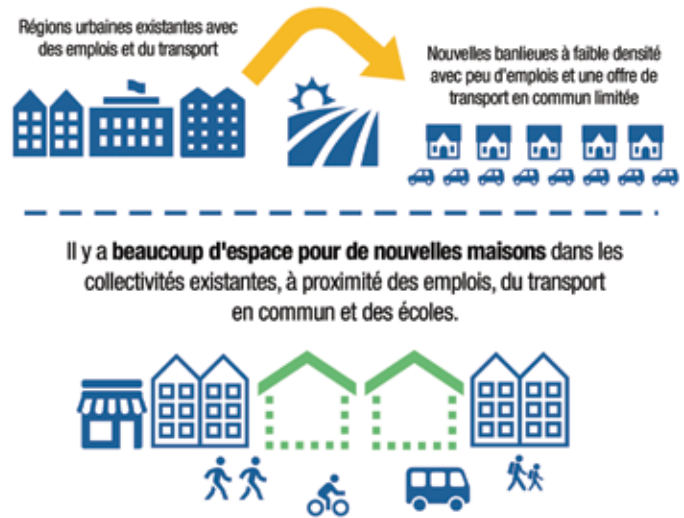 Régions urbaines existantes avec
des emplois et du transport
Nouvelles banlieues à faible densité
avec peu d'emplois et une offre de
transport en commun limitée
Il y a beaucoup d'espace pour de nouvelles maisons dans les
collectivités existantes, à proximité des emplois, du transport
en commun et des écoles.